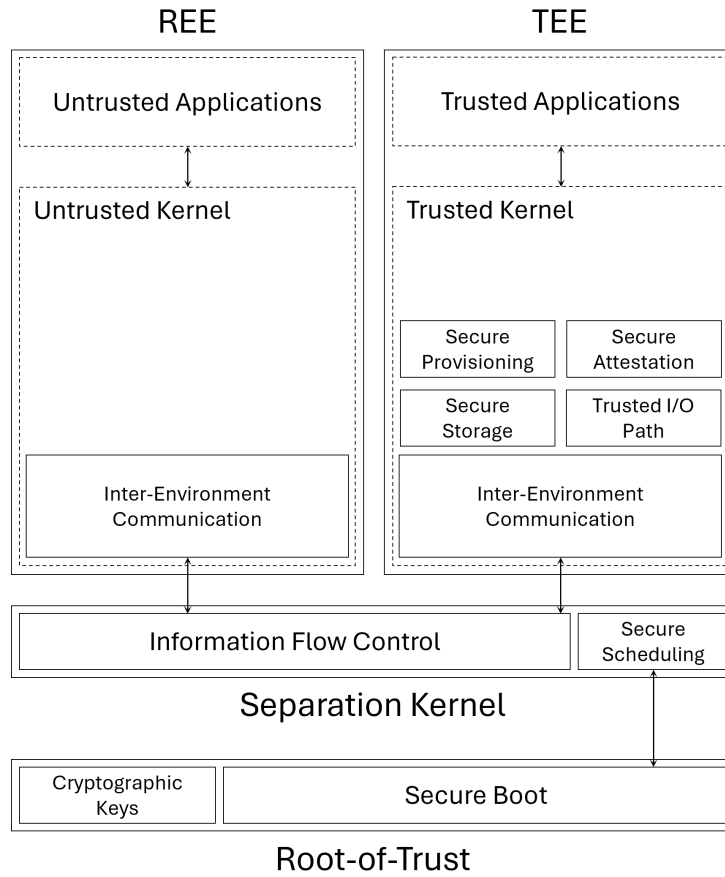 REE
TEE
Untrusted Applications
Trusted Applications
Untrusted Kernel
Trusted Kernel
Secure
Provisioning
Secure
Attestation
Secure
Storage
Trusted I/O
Path
Inter-Environment
Communication
Inter-Environment
Communication
Information Flow Control
Secure
Scheduling
Separation Kernel
Cryptographic
Keys
Secure Boot
Root-of-Trust